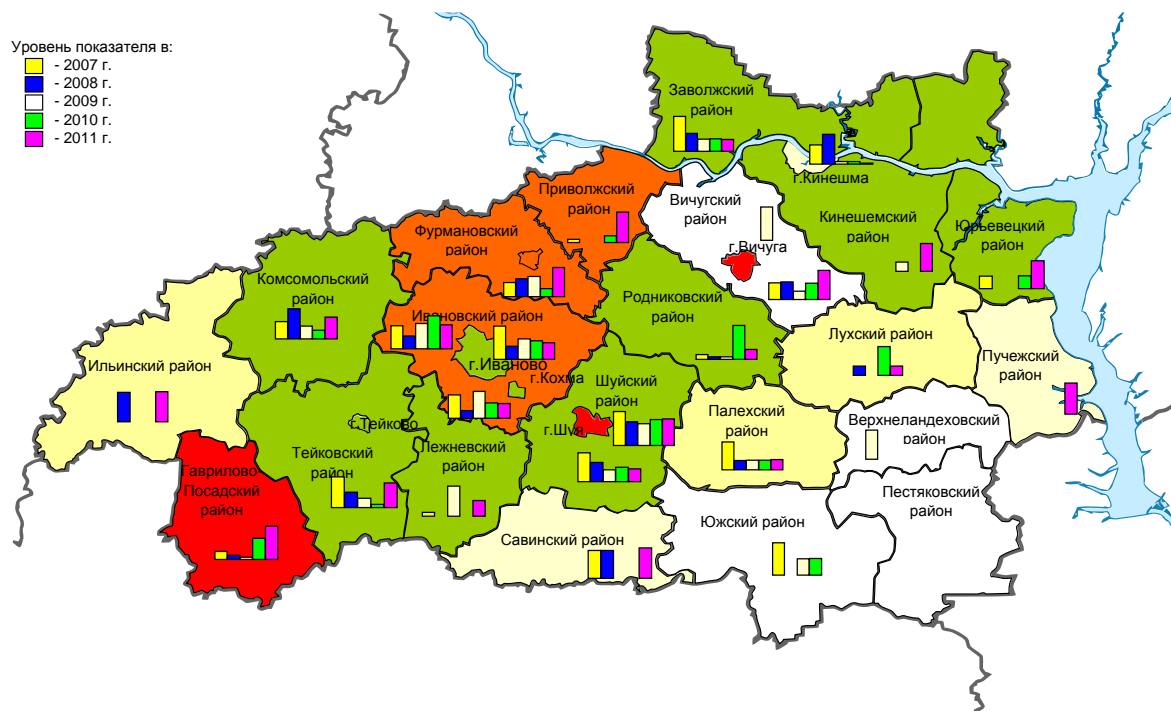 Уровень показателя в:
- 2007 г.
- 2008 г.
- 2009 г.
- 2010 г.
- 2011 г.
Заволжский
район
г.Кинешма
Приволжский
район
Вичугский
район
г.Вичуга
Кинешемский
район
Юрьевецкий
район
Фурмановский
район
Комсомольский
район
Ивановский район
г.Иваново
г.Кохма
Родниковский
район
Лухский район
Пучежский
район
Ильинский район
Шуйский
район
г.Шуя
Палехский
район
Верхнеландеховский
район
г.Тейково
Тейковский
район
Лежневский
район
Гаврилово-
Посадский
район
Пестяковский
район
Савинский район
Южский район